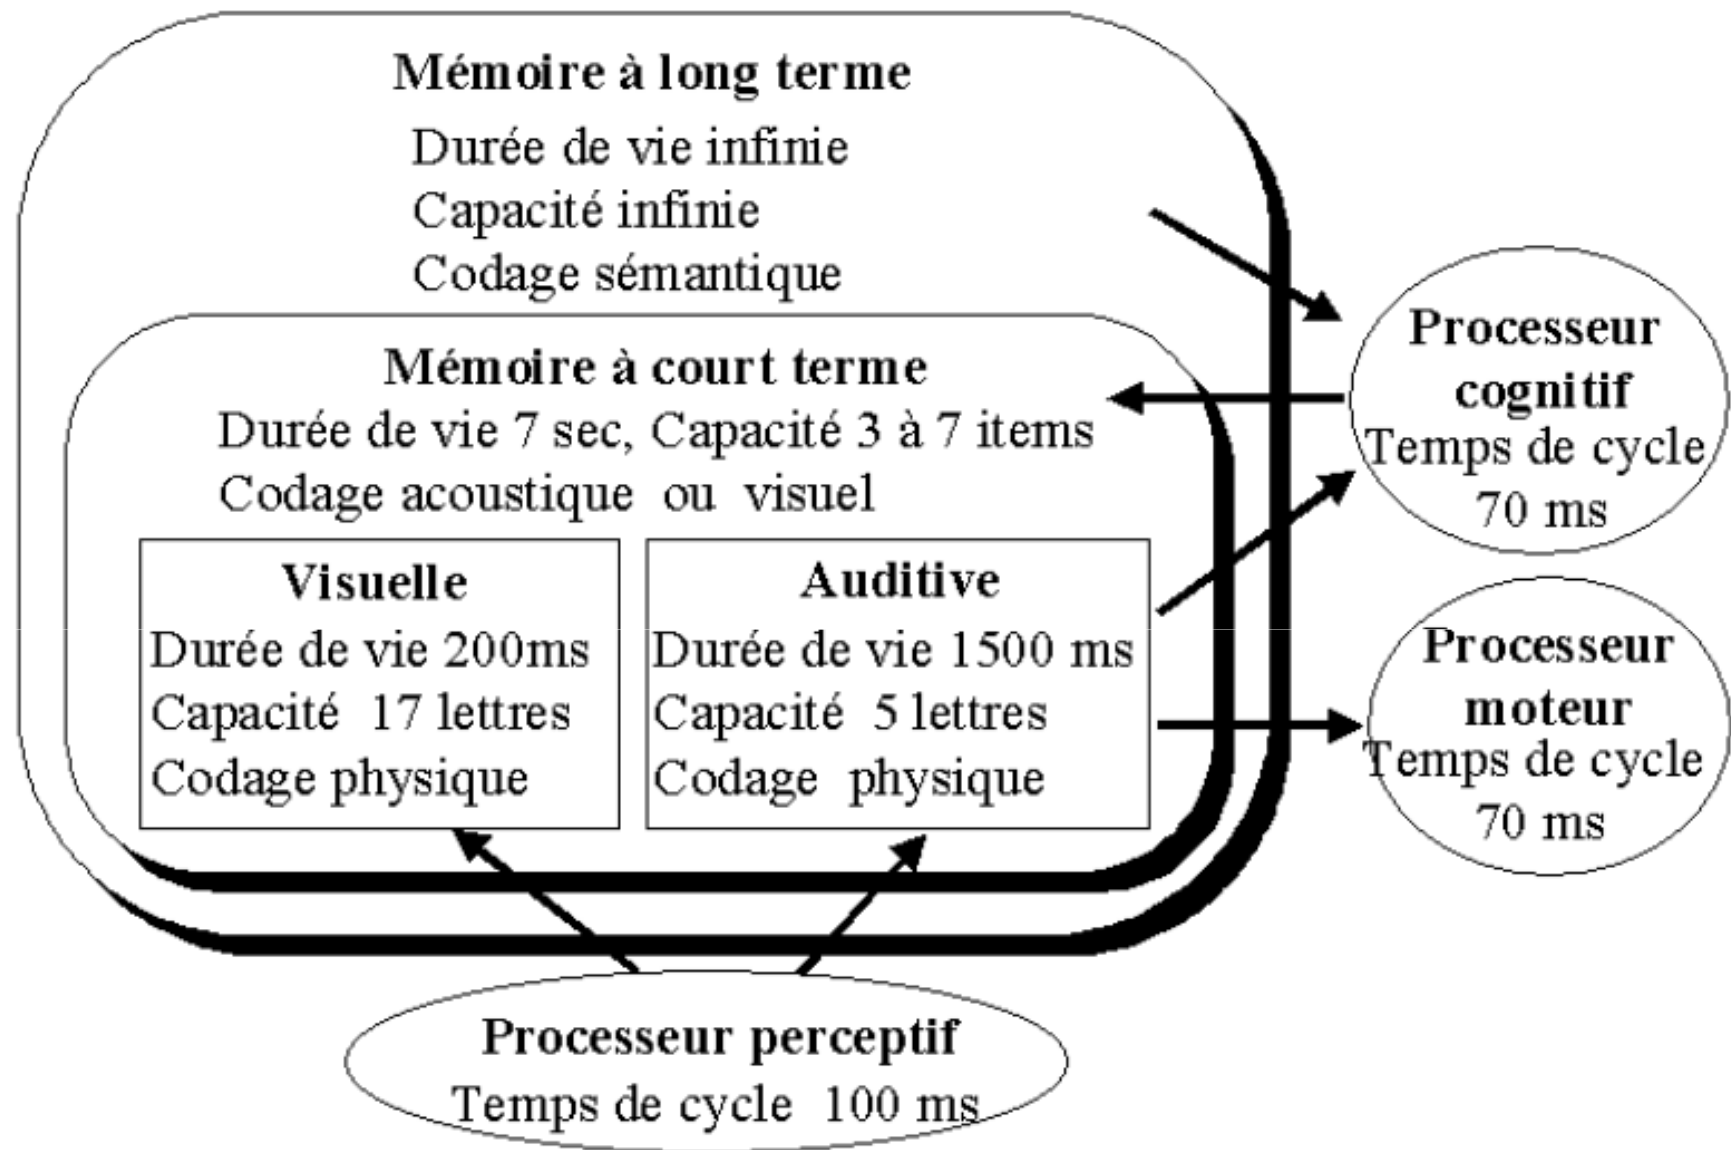 Mémoire à long terme
Durée de vie infinie
Capacité infinie
Codage sémantique
Mémoire à court terme
Durée de vie 7 sec, Capacité 3 à 7 items
Codage acoustique ou visuel
Visuelle
Durée de vie 200ms
Capacité 17 lettres
Codage physique
Auditive
Durée de vie 1500 ms
Capacité 5 lettres
Codage physique
Processeur
cognitif
Temps de cycle
70 ms
Processeur
moteur
Temps de cycle
70 ms
Processeur perceptif
Temps de cycle 100 ms